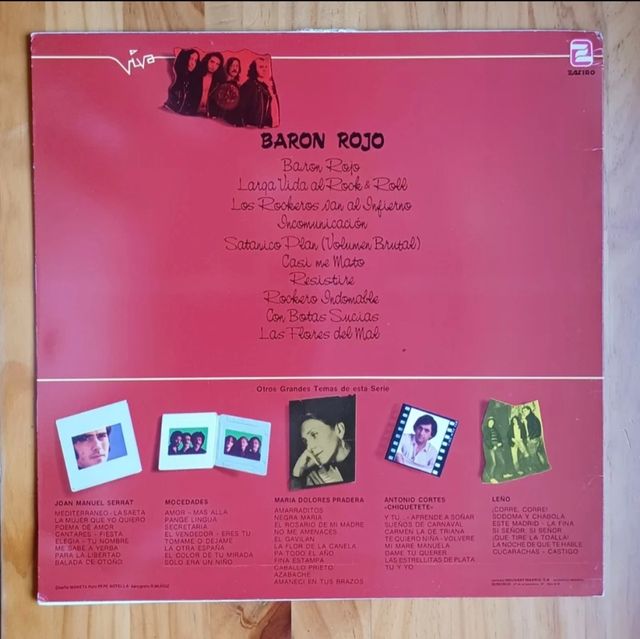 Viva
ZAFIRO
BARON ROJO
Baron Rojo
Larga Vida al Rock & Roll
Los Rockeros van al Infierno
Incomunicación
Satanico Plan (Volumen Brutal)
Casi me Mato
Resistire
Rockero Indomable
Con Botas Sucias
Las Flores del Mal
Otros Grandes Temas de esta Serie
JOAN MANUEL SERRAT
MEDITERRANEO - LA SAETA
LA MUJER QUE YO QUIERO
POEMA DE AMOR
CANTARES - FIESTA
ELEGIA - TU NOMBRE
ME SABE A YERBA
PARA LA LIBERTAD
BALADA DE OTOÑO
MOCEDADES
AMOR - MAS ALLA
PANGE LINGUA
SECRETARIA
EL VENDEDOR - ERES TU
TOMAME O DEJAME
LA OTRA ESPAÑA
EL COLOR DE TU MIRADA
SOLO ERA UN NIÑO
MARIA DOLORES PRADERA
AMARRADITOS
NEGRA MARIA
EL ROSARIO DE MI MADRE
NO ME AMENACES
EL GAVILAN
LA FLOR DE LA CANELA
PA TODO EL AÑO
FINA ESTAMPA
CABALLO PRIETO
AZABACHE
AMANECI EN TUS BRAZOS
ANTONIO CORTES
«CHIQUETETE»
Y TU... - APRENDE A SOÑAR
SUEÑOS DE CARNAVAL
CARMEN LA DE TRIANA
TE QUIERO NIÑA - VOLVERE
MI MARE MANUELA
DAME TU QUERER
LAS ESTRELLITAS DE PLATA
TU Y YO
LEÑO
¡CORRE, CORRE!
SODOMA Y CHABOLA
ESTE MADRID - LA FINA
SI SEÑOR, SI SEÑOR
¡QUE TIRE LA TOALLA!
LA NOCHE DE QUE TE HABLE
CUCARACHAS - CASTIGO